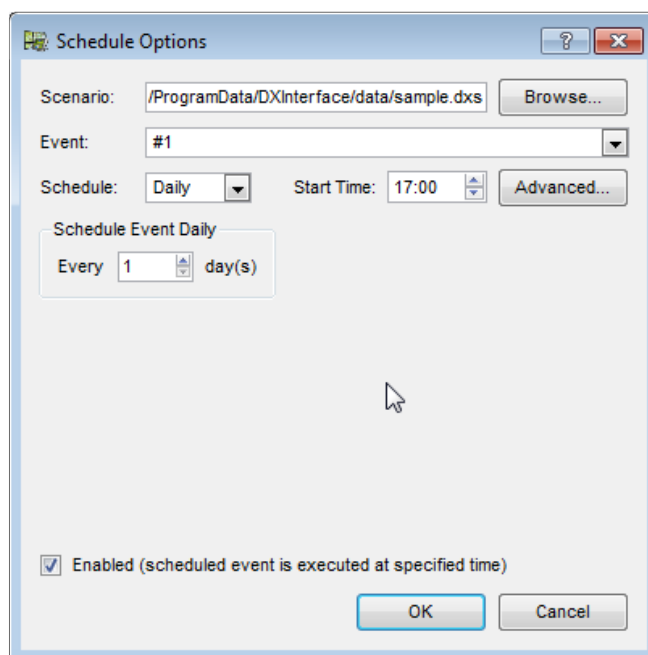 Schedule Options
Scenario: /ProgramData/DXInterface/data/sample.dxs Browse...
Event: #1
Schedule: Daily Start Time: 17:00 Advanced...
Schedule Event Daily
Every 1 day(s)
Enabled (scheduled event is executed at specified time)
OK Cancel